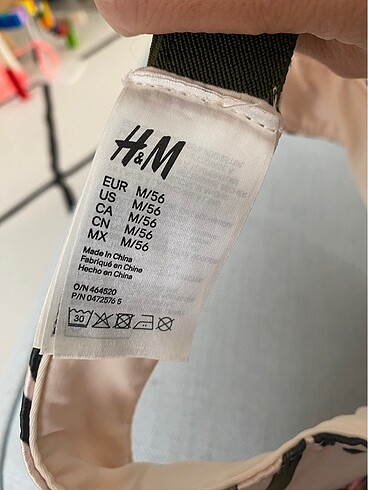 H&M
EUR M/56
US M/56
CA M/56
CN M/56
MX M/56
Made in China
Fabriqué en Chine
Hecho en China
O/N 464520
P/N 0472576 5
30